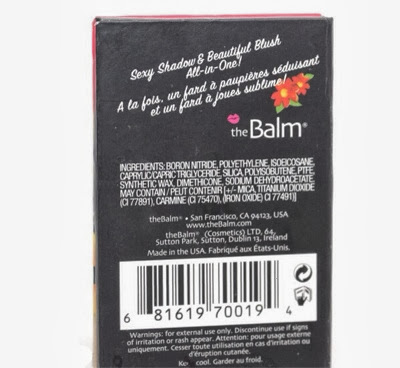 Sexy Shadow & Beautiful Blush
All-in-One!
A la fois, un fard à paupières séduisant
et un fard à joues sublime!
theBalm®
INGREDIENTS: BORON NITRIDE, POLYETHYLENE, ISOEICOSANE,
CAPRYLIC/CAPRIC TRIGLYCERIDE, SILICA, POLYISOBUTENE, PTFE,
SYNTHETIC WAX, DIMETHICONE, SODIUM DEHYDROACETATE,
MAY CONTAIN / PEUT CONTENIR [+/- MICA, TITANIUM DIOXIDE
(CI 77891), CARMINE (CI 75470), (IRON OXIDE (CI 77491)]
theBalm® • San Francisco, CA 94123, USA
www.theBalm.com
theBalm® (Cosmetics) LTD, 64,
Sutton Park, Sutton, Dublin 13, Ireland
Made in the USA. Fabriqué aux États-Unis.
6 81619 70019 4
Warnings: for external use only. Discontinue use if signs
of irritation or rash appear. Attention: pour usage externe
uniquement. Cesser toute utilisation en cas d'irritation ou
d'éruption cutanée.
cool. Garder au froid.